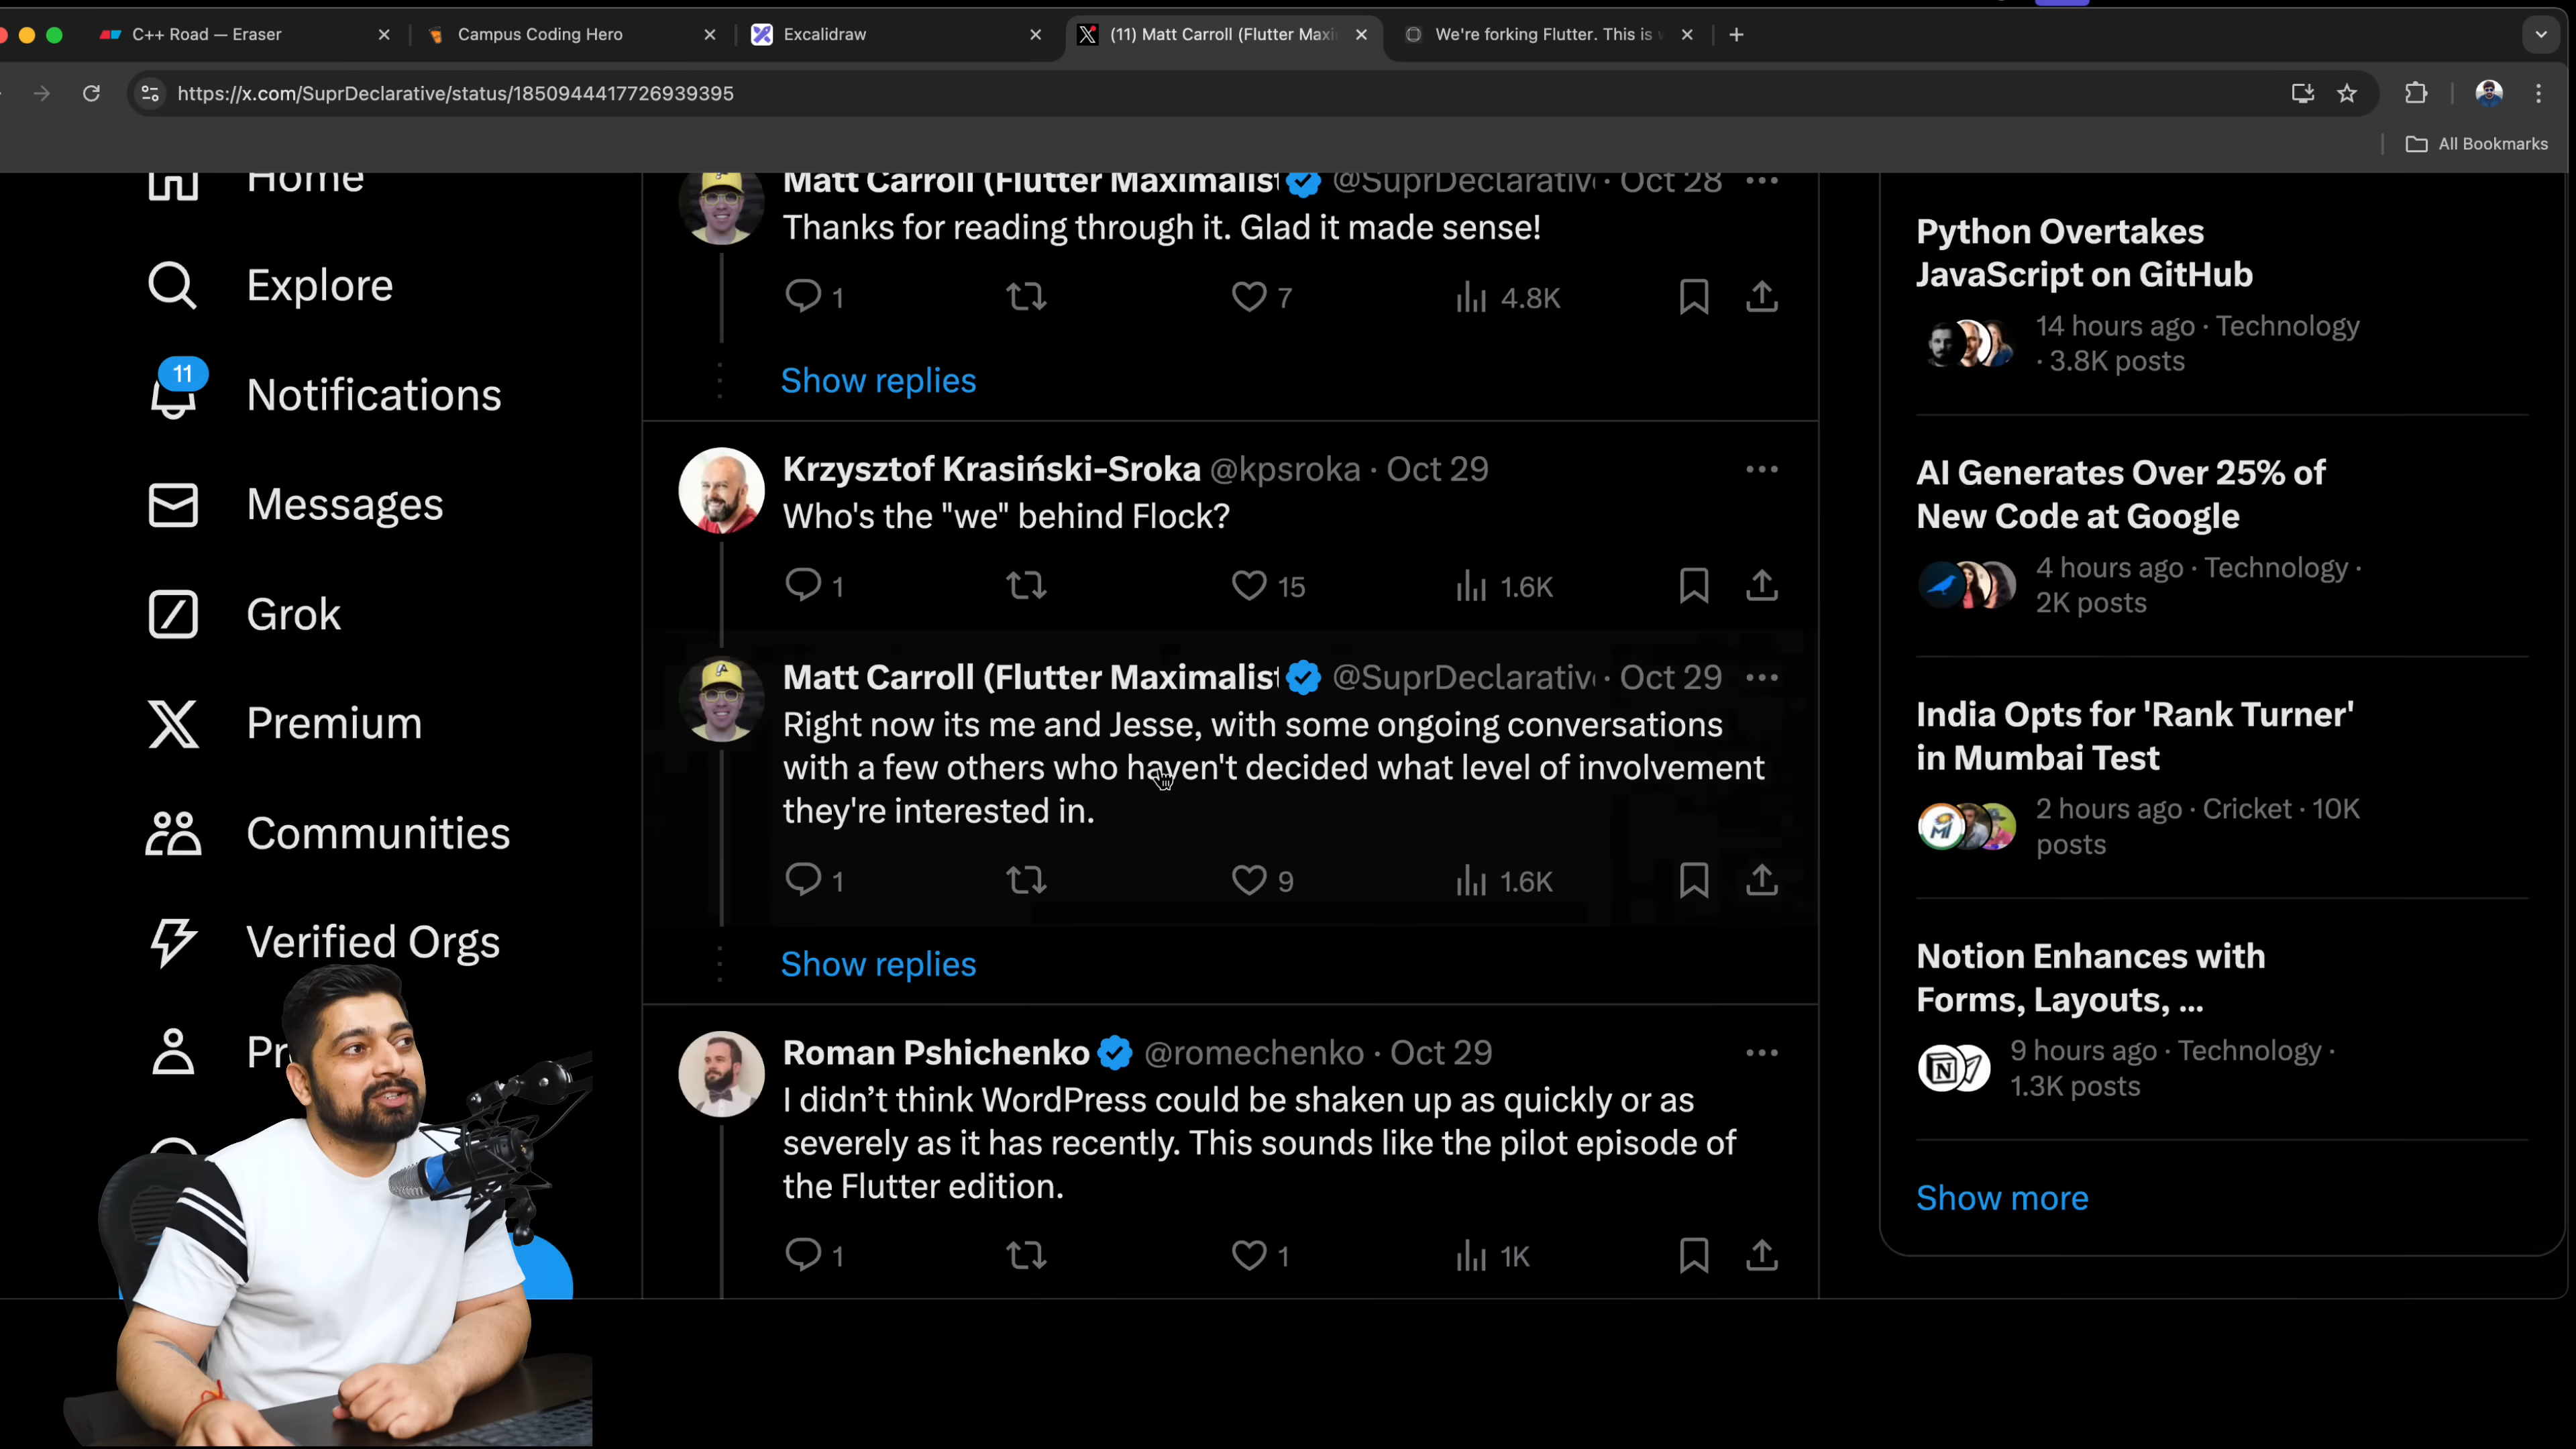 C++ Road — Eraser
Campus Coding Hero
Excalidraw
(11) Matt Carroll (Flutter Maxi
We're forking Flutter. This is
https://x.com/SuprDeclarative/status/1850944417726939395
All Bookmarks
Home
Explore
11
Notifications
Messages
Grok
Premium
Communities
Verified Orgs
Pr
Matt Carroll (Flutter Maximalist @SuprDeclarativ · Oct 28
Thanks for reading through it. Glad it made sense!
1 7 4.8K
Show replies
Krzysztof Krasiński-Sroka @kpsroka · Oct 29
Who's the "we" behind Flock?
1 15 1.6K
Matt Carroll (Flutter Maximalist @SuprDeclarativ · Oct 29
Right now its me and Jesse, with some ongoing conversations
with a few others who haven't decided what level of involvement
they're interested in.
1 9 1.6K
Show replies
Roman Pshichenko @romechenko · Oct 29
I didn’t think WordPress could be shaken up as quickly or as
severely as it has recently. This sounds like the pilot episode of
the Flutter edition.
1 1 1K
Python Overtakes
JavaScript on GitHub
14 hours ago · Technology
· 3.8K posts
AI Generates Over 25% of
New Code at Google
4 hours ago · Technology ·
2K posts
India Opts for 'Rank Turner'
in Mumbai Test
2 hours ago · Cricket · 10K
posts
Notion Enhances with
Forms, Layouts, ...
9 hours ago · Technology ·
1.3K posts
Show more